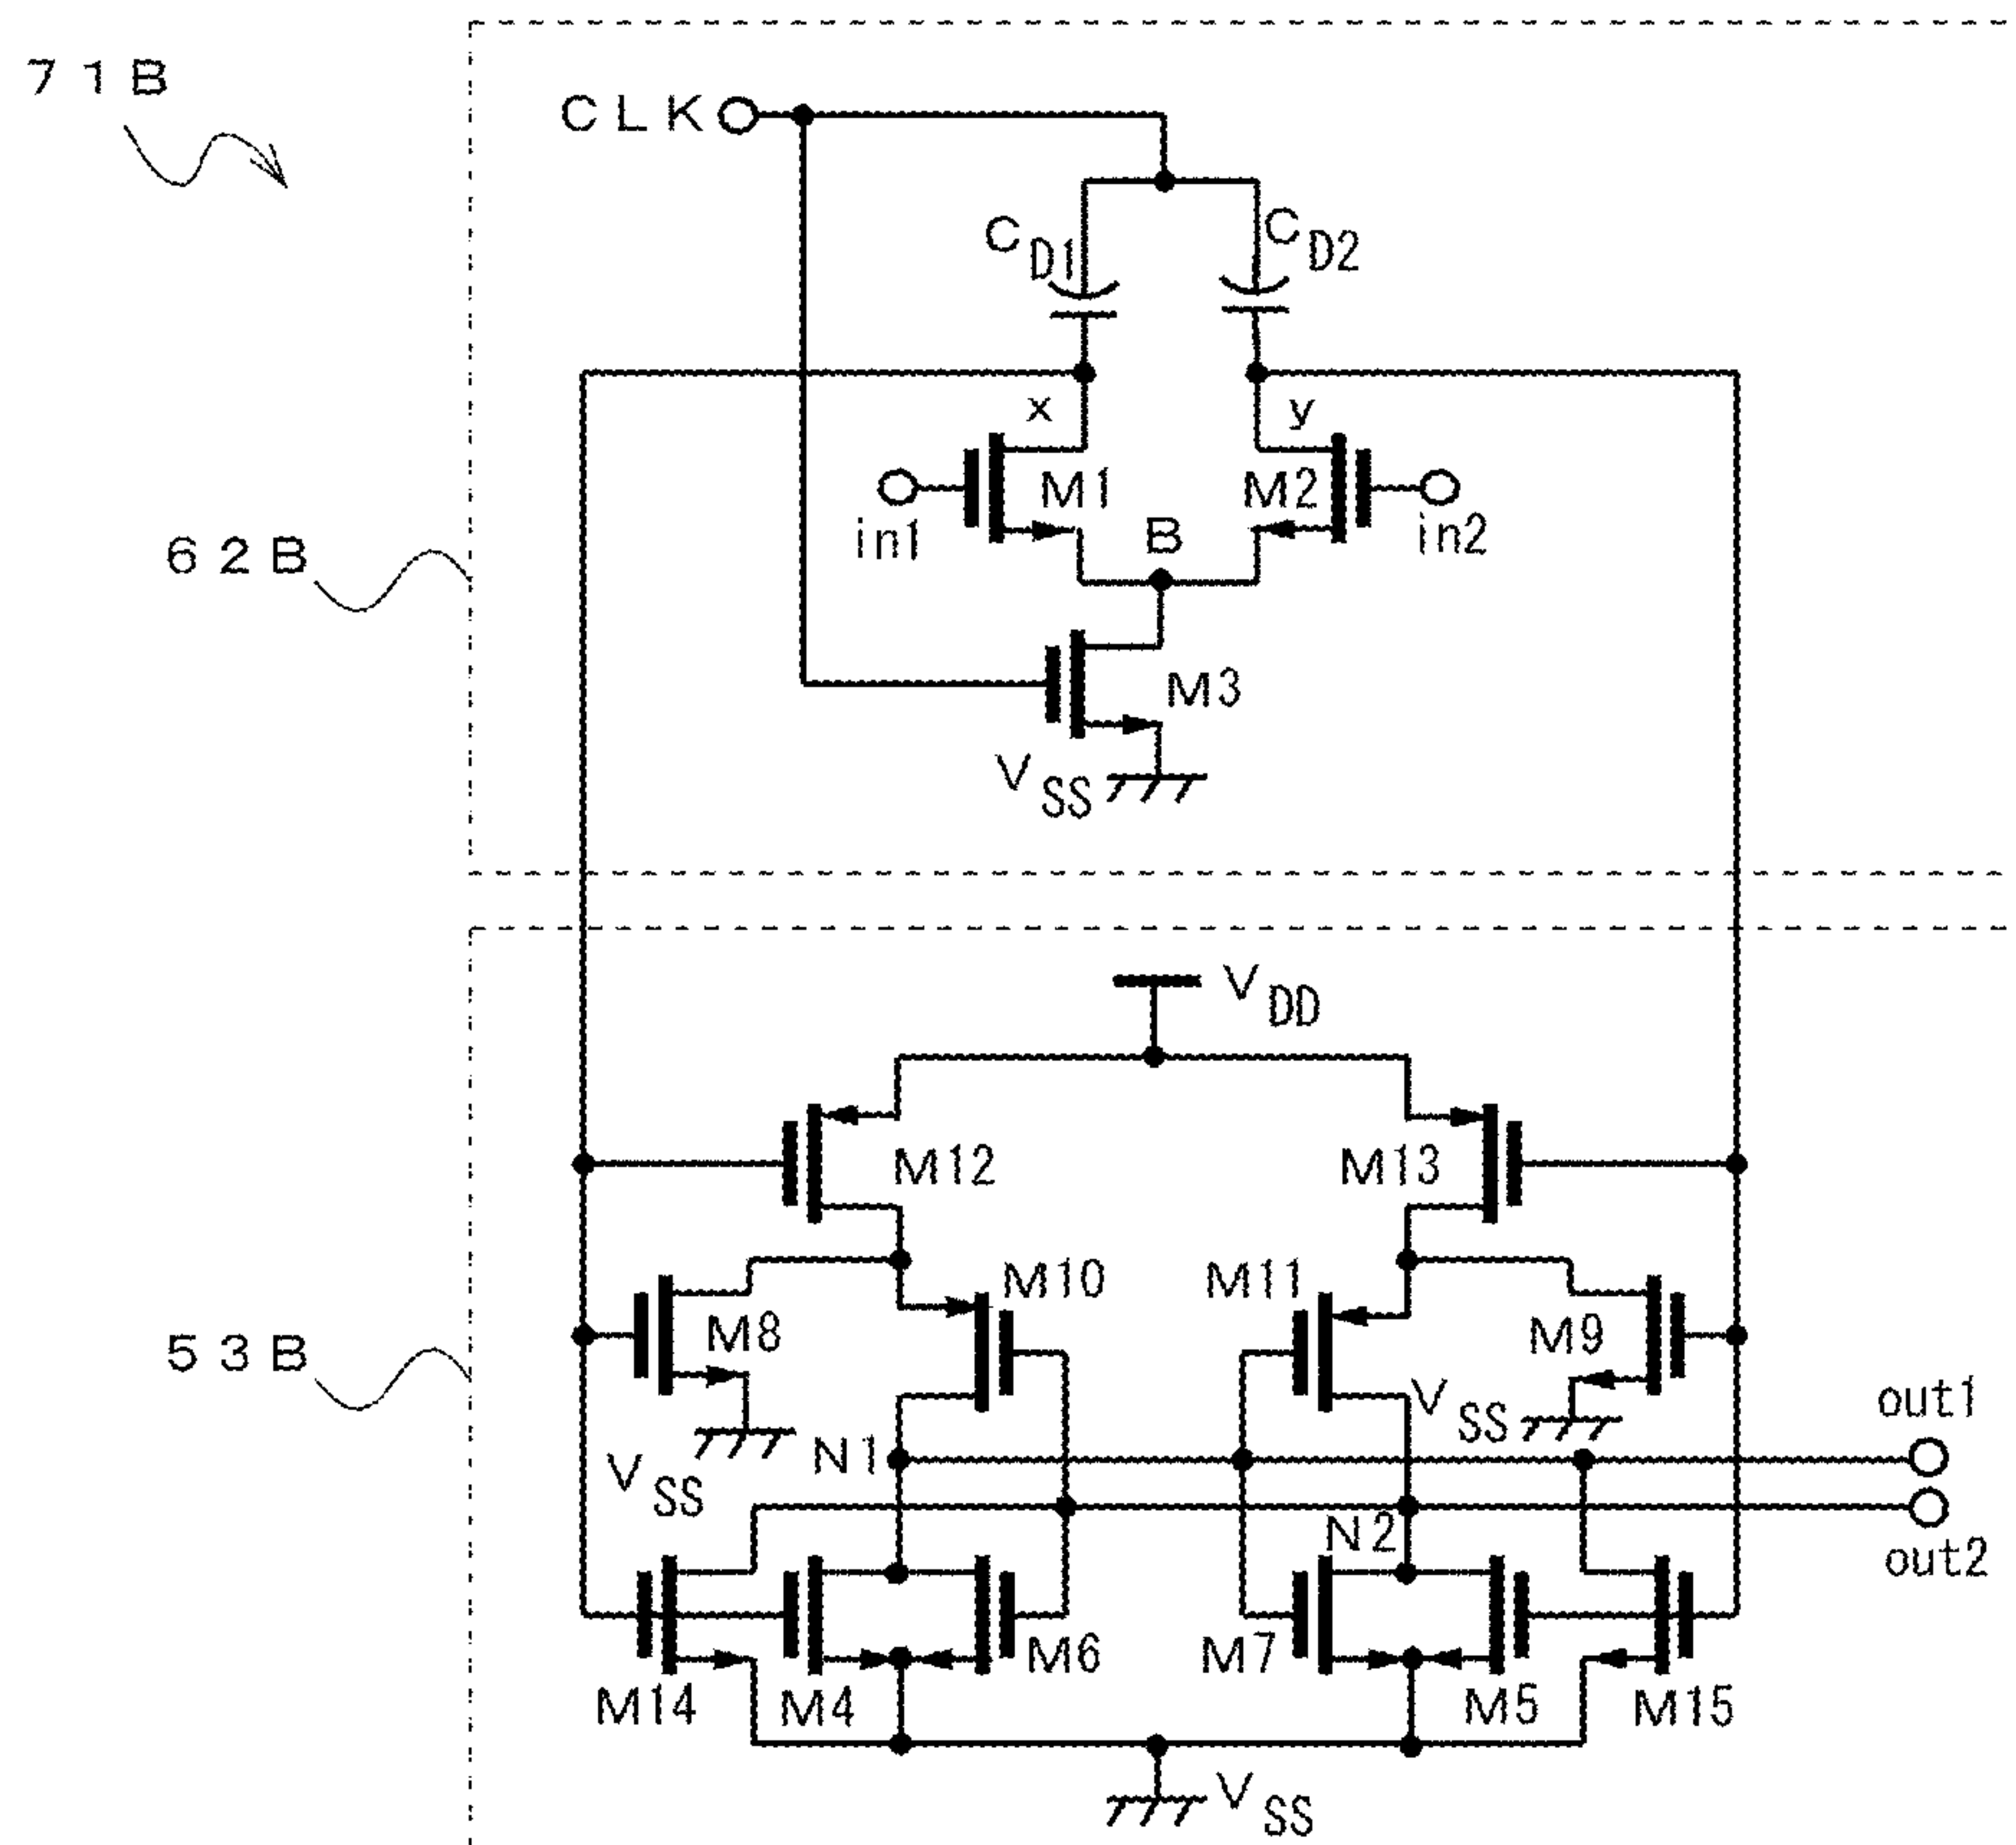 ７１B
CLK
CD1
CD2
x
y
M1
M2
in1
B
in2
６２B
M3
VSS
VDD
M12
M13
M10
M11
M8
M9
５３B
VSS
out1
N1
VSS
N2
out2
M6
M7
M14
M4
M5
M15
VSS